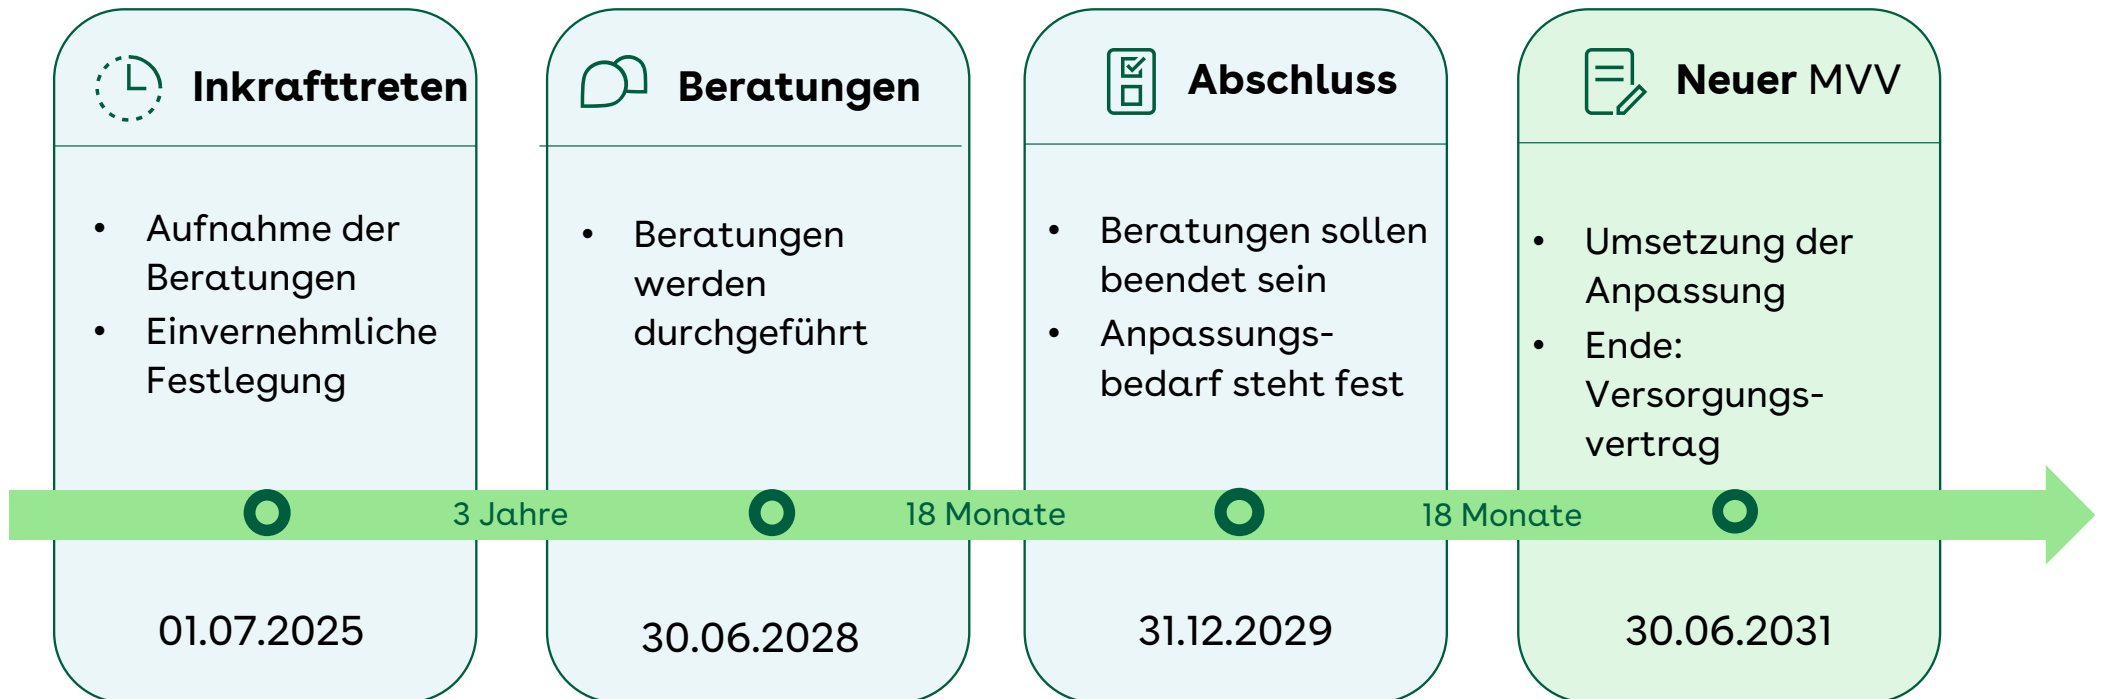 Inkrafttreten
• Aufnahme der
Beratungen
• Einvernehmliche
Festlegung
01.07.2025
3 Jahre
Beratungen
• Beratungen
werden
durchgeführt
30.06.2028
18 Monate
Abschluss
• Beratungen sollen
beendet sein
• Anpassungs-
bedarf steht fest
31.12.2029
18 Monate
Neuer MVV
• Umsetzung der
Anpassung
• Ende:
Versorgungs-
vertrag
30.06.2031